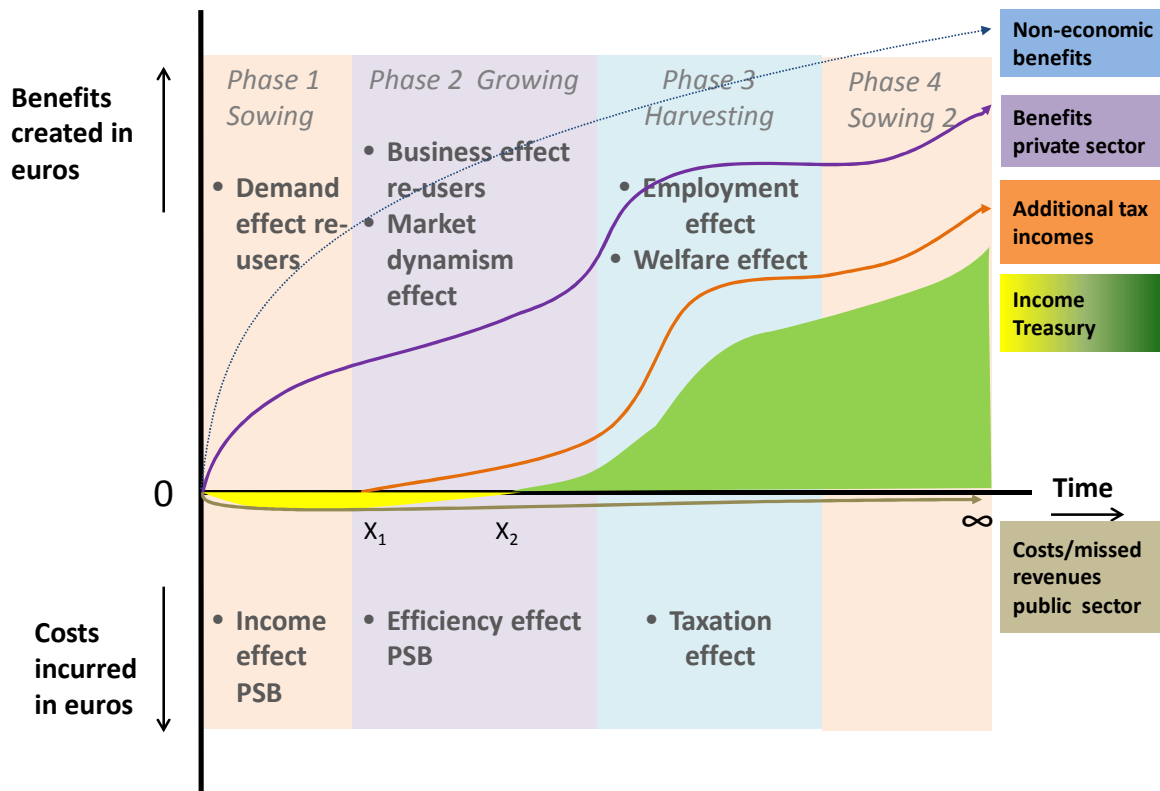 Benefits
created in
euros
Phase 1
Sowing
• Demand
effect re-
users
Phase 2 Growing
• Business effect
re-users
• Market
dynamism
effect
Phase 3
Harvesting
• Employment
effect
• Welfare effect
Phase 4
Sowing 2
Non-economic
benefits
Benefits
private sector
Additional tax
incomes
Income
Treasury
0
X1
X2
∞
Time
Costs
incurred
in euros
• Income
effect
PSB
• Efficiency effect
PSB
• Taxation
effect
Costs/missed
revenues
public sector